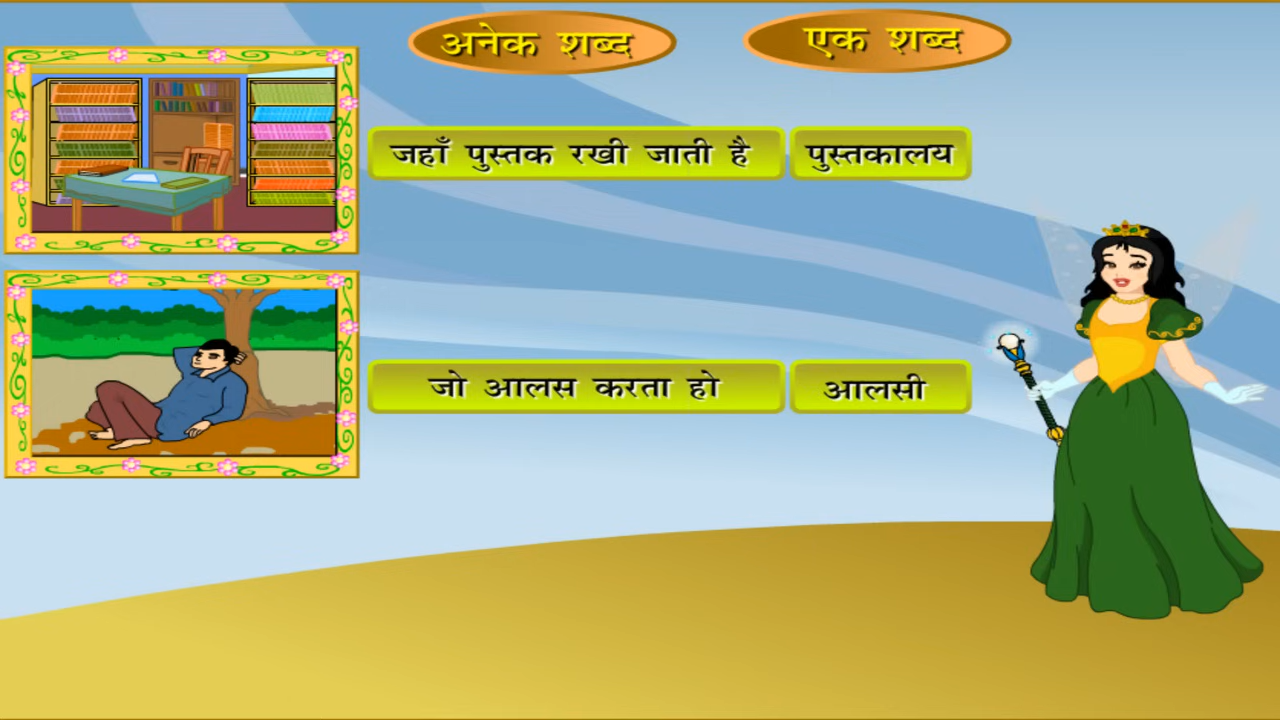 अनेक शब्द
एक शब्द
जहाँ पुस्तक रखी जाती है
पुस्तकालय
जो आलस करता हो
आलसी